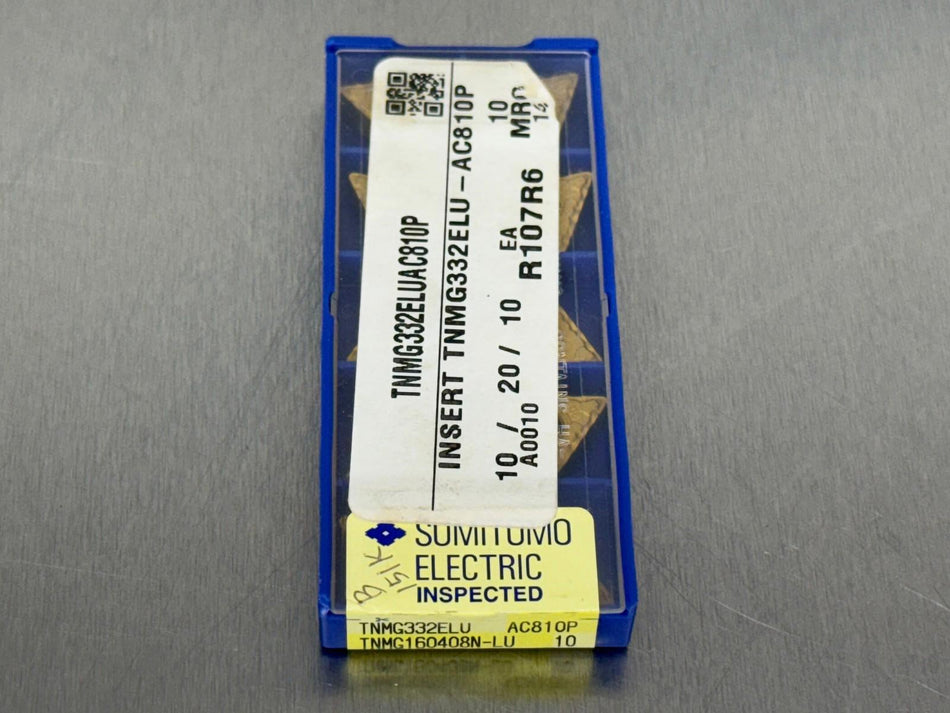 TNMG332ELUAC810P
INSERT TNMG332ELU-AC810P
10 / 20 / 10 EA 10
A0010 R107R6 14
SUMITOMO
ELECTRIC
INSPECTED
B 151K
TNMG332ELU AC810P
TNMG160408N-LU 10